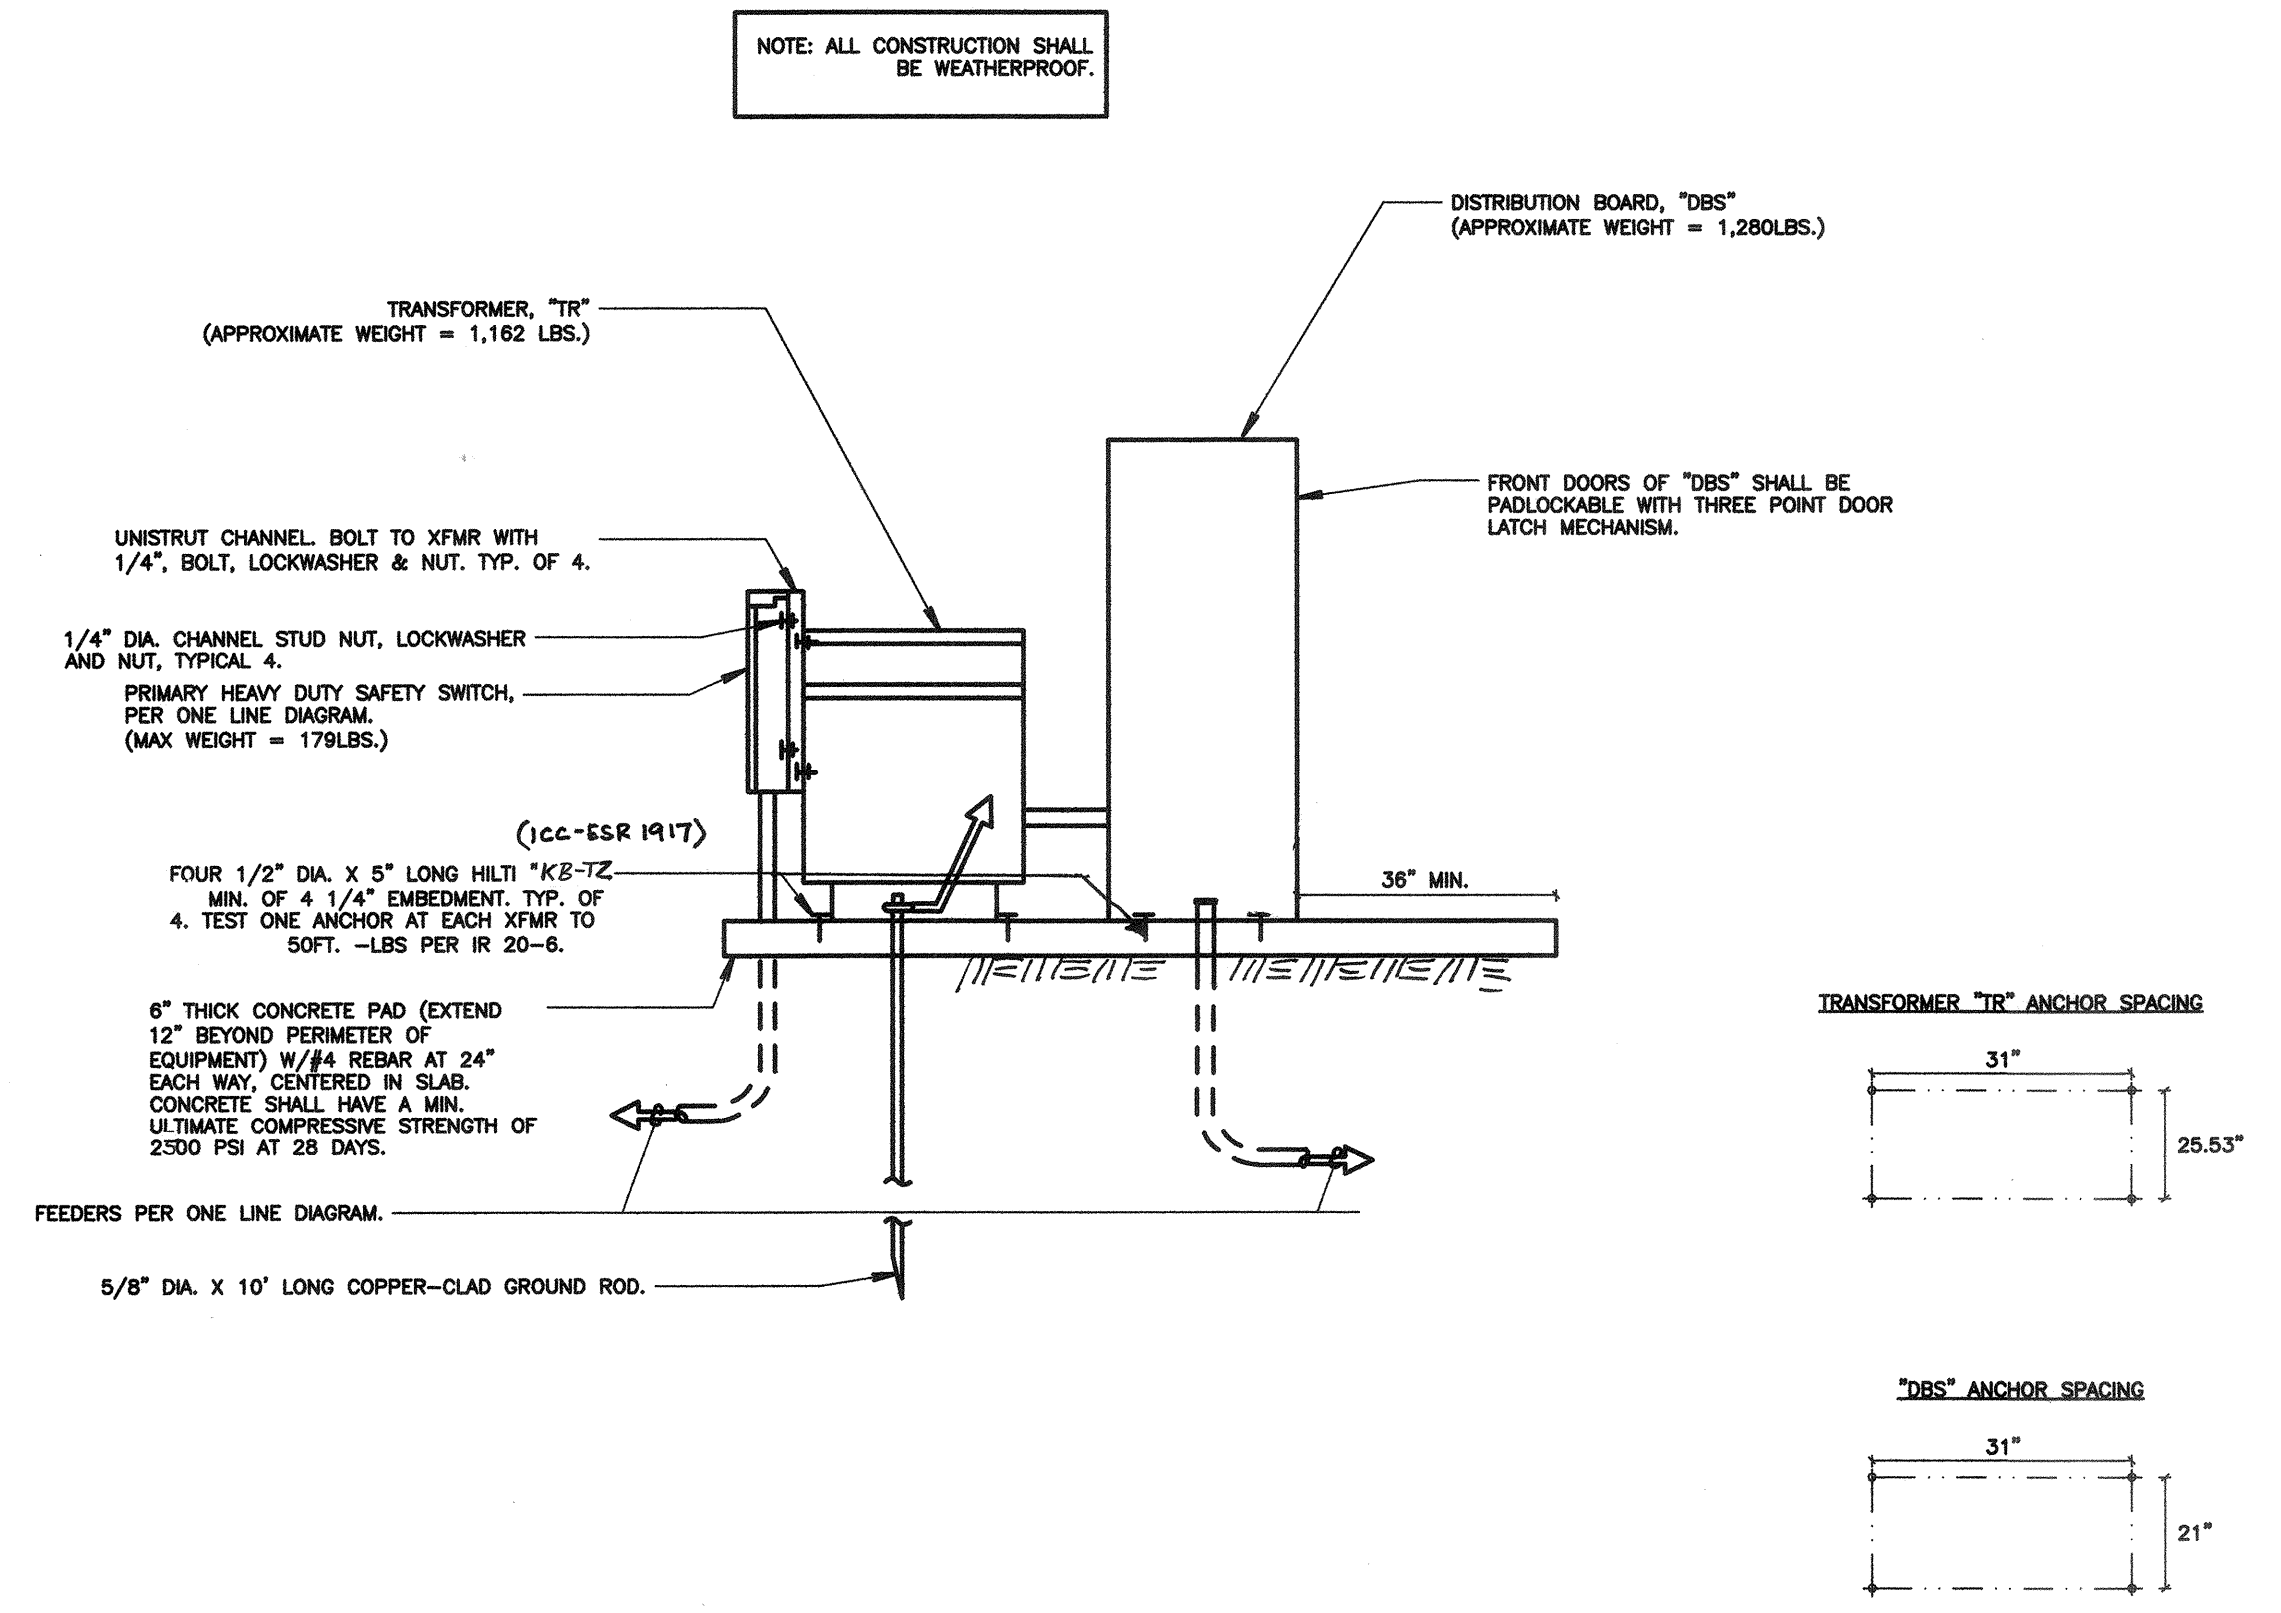 NOTE: ALL CONSTRUCTION SHALL
BE WEATHERPROOF.
DISTRIBUTION BOARD, "DBS"
(APPROXIMATE WEIGHT = 1,280LBS.)
TRANSFORMER, "TR"
(APPROXIMATE WEIGHT = 1,162 LBS.)
FRONT DOORS OF "DBS" SHALL BE
PADLOCKABLE WITH THREE POINT DOOR
LATCH MECHANISM.
UNISTRUT CHANNEL. BOLT TO XFMR WITH
1/4", BOLT, LOCKWASHER & NUT. TYP. OF 4.
1/4" DIA. CHANNEL STUD NUT, LOCKWASHER
AND NUT, TYPICAL 4.
PRIMARY HEAVY DUTY SAFETY SWITCH,
PER ONE LINE DIAGRAM.
(MAX WEIGHT = 179LBS.)
(ICC-ESR 1917)
FOUR 1/2" DIA. X 5" LONG HILTI "KB-TZ
MIN. OF 4 1/4" EMBEDMENT. TYP. OF
4. TEST ONE ANCHOR AT EACH XFMR TO
50FT. -LBS PER IR 20-6.
36" MIN.
6" THICK CONCRETE PAD (EXTEND
12" BEYOND PERIMETER OF
EQUIPMENT) W/#4 REBAR AT 24"
EACH WAY, CENTERED IN SLAB.
CONCRETE SHALL HAVE A MIN.
ULTIMATE COMPRESSIVE STRENGTH OF
2500 PSI AT 28 DAYS.
FEEDERS PER ONE LINE DIAGRAM.
5/8" DIA. X 10' LONG COPPER-CLAD GROUND ROD.
TRANSFORMER "TR" ANCHOR SPACING
31"
25.53"
"DBS" ANCHOR SPACING
31"
21"